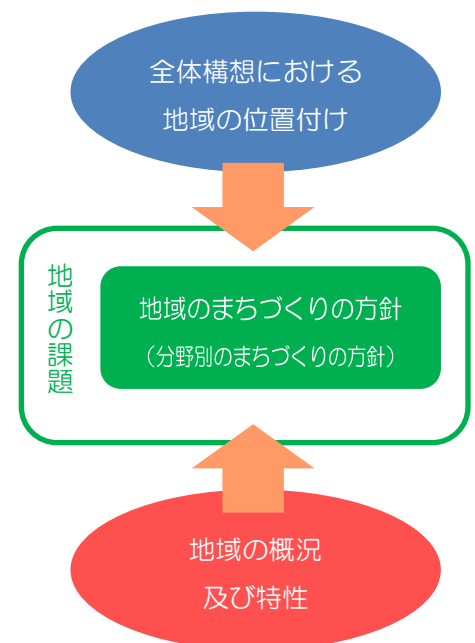 全体構想における
地域の位置付け
地域の課題
地域のまちづくりの方針
（分野別のまちづくりの方針）
地域の概況
及び特性